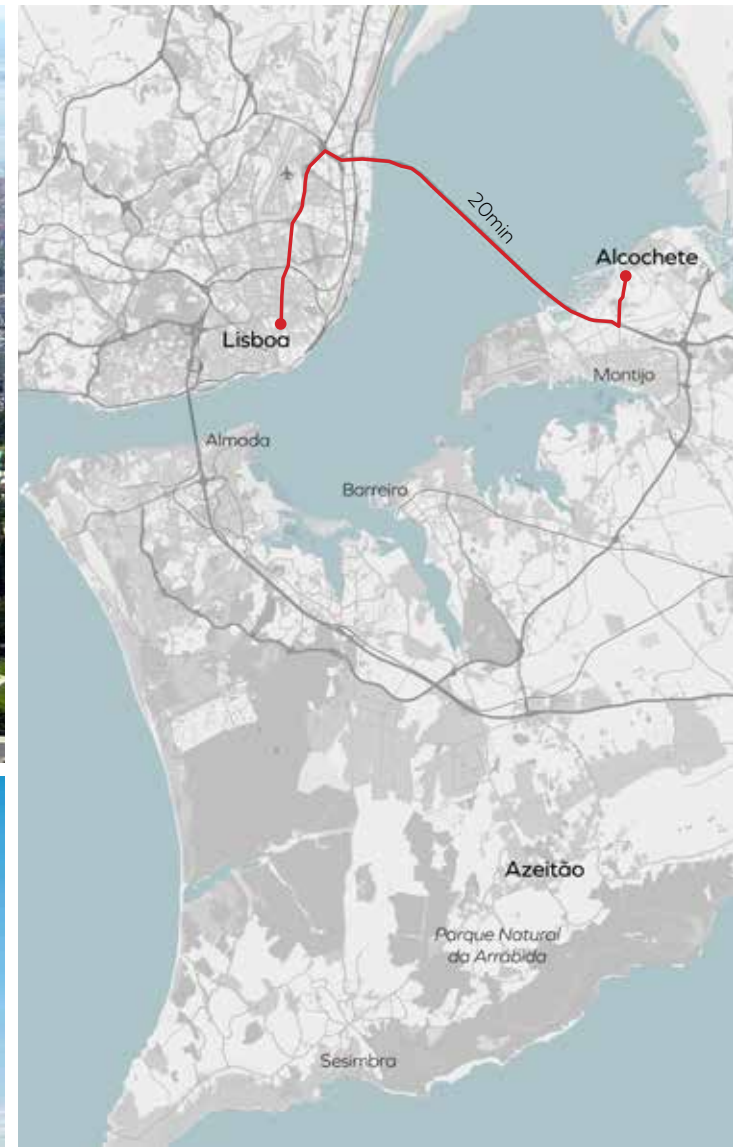 20min
Alcochete
Lisboa
Montijo
Almada
Barreiro
Azeitão
Parque Natural
da Arrábida
Sesimbra